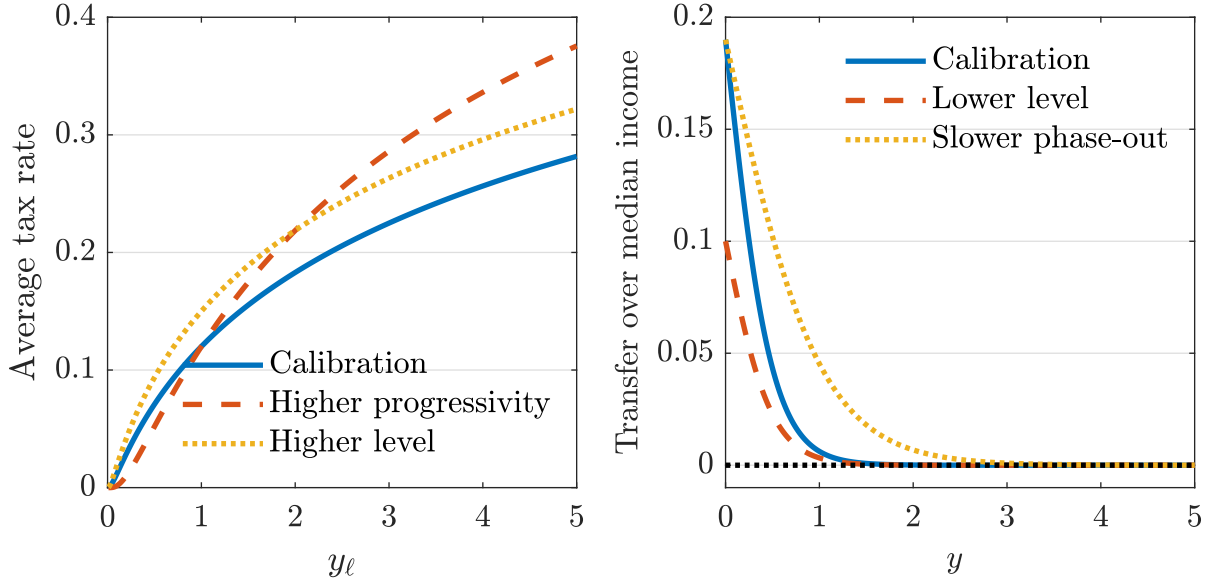 Average tax rate
0.4
0.3
0.2
0.1
0
0 1 2 3 4 5
yℓ
Calibration
Higher progressivity
Higher level
Transfer over median income
0.2
0.15
0.1
0.05
0
0 1 2 3 4 5
y
Calibration
Lower level
Slower phase-out